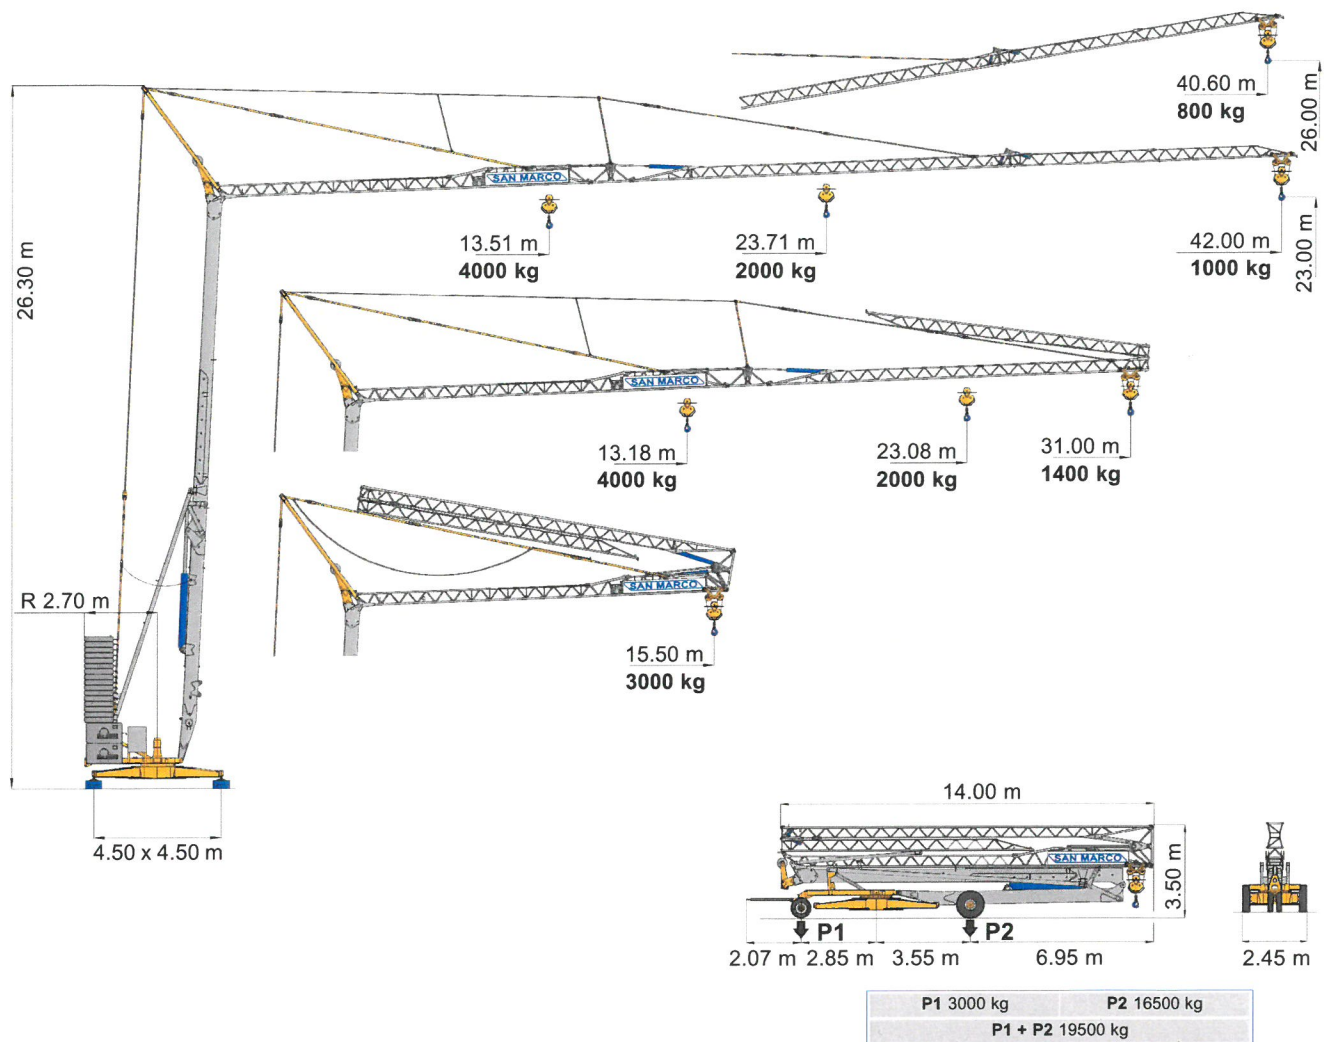 40.60 m
800 kg
26.00 m
SAN MARCO
13.51 m
4000 kg
23.71 m
2000 kg
42.00 m
1000 kg
23.00 m
26.30 m
SAN MARCO
13.18 m
4000 kg
23.08 m
2000 kg
31.00 m
1400 kg
SAN MARCO
15.50 m
3000 kg
R 2.70 m
4.50 x 4.50 m
14.00 m
SAN MARCO
3.50 m
P1
P2
2.07 m
2.85 m
3.55 m
6.95 m
2.45 m
P1 3000 kg
P2 16500 kg
P1 + P2 19500 kg